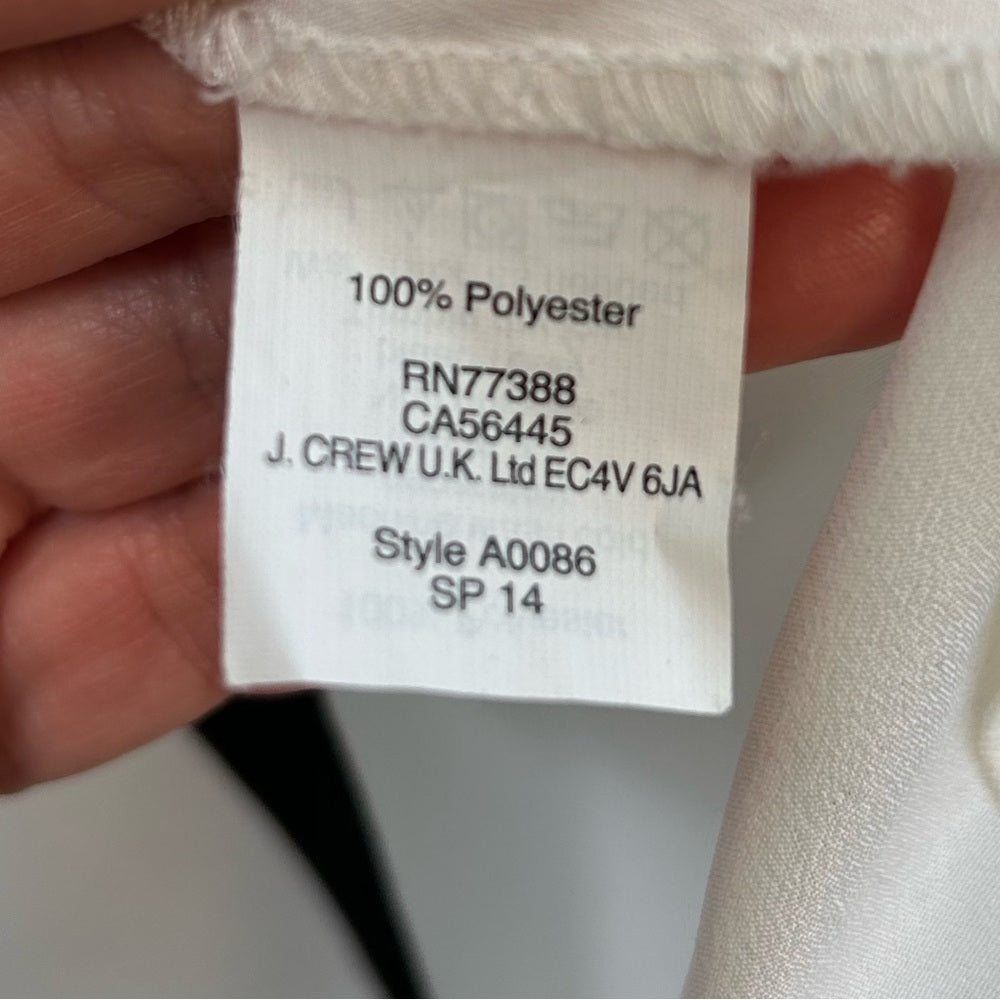 100% Polyester
RN77388
CA56445
J. CREW U.K. Ltd EC4V 6JA
Style A0086
SP 14